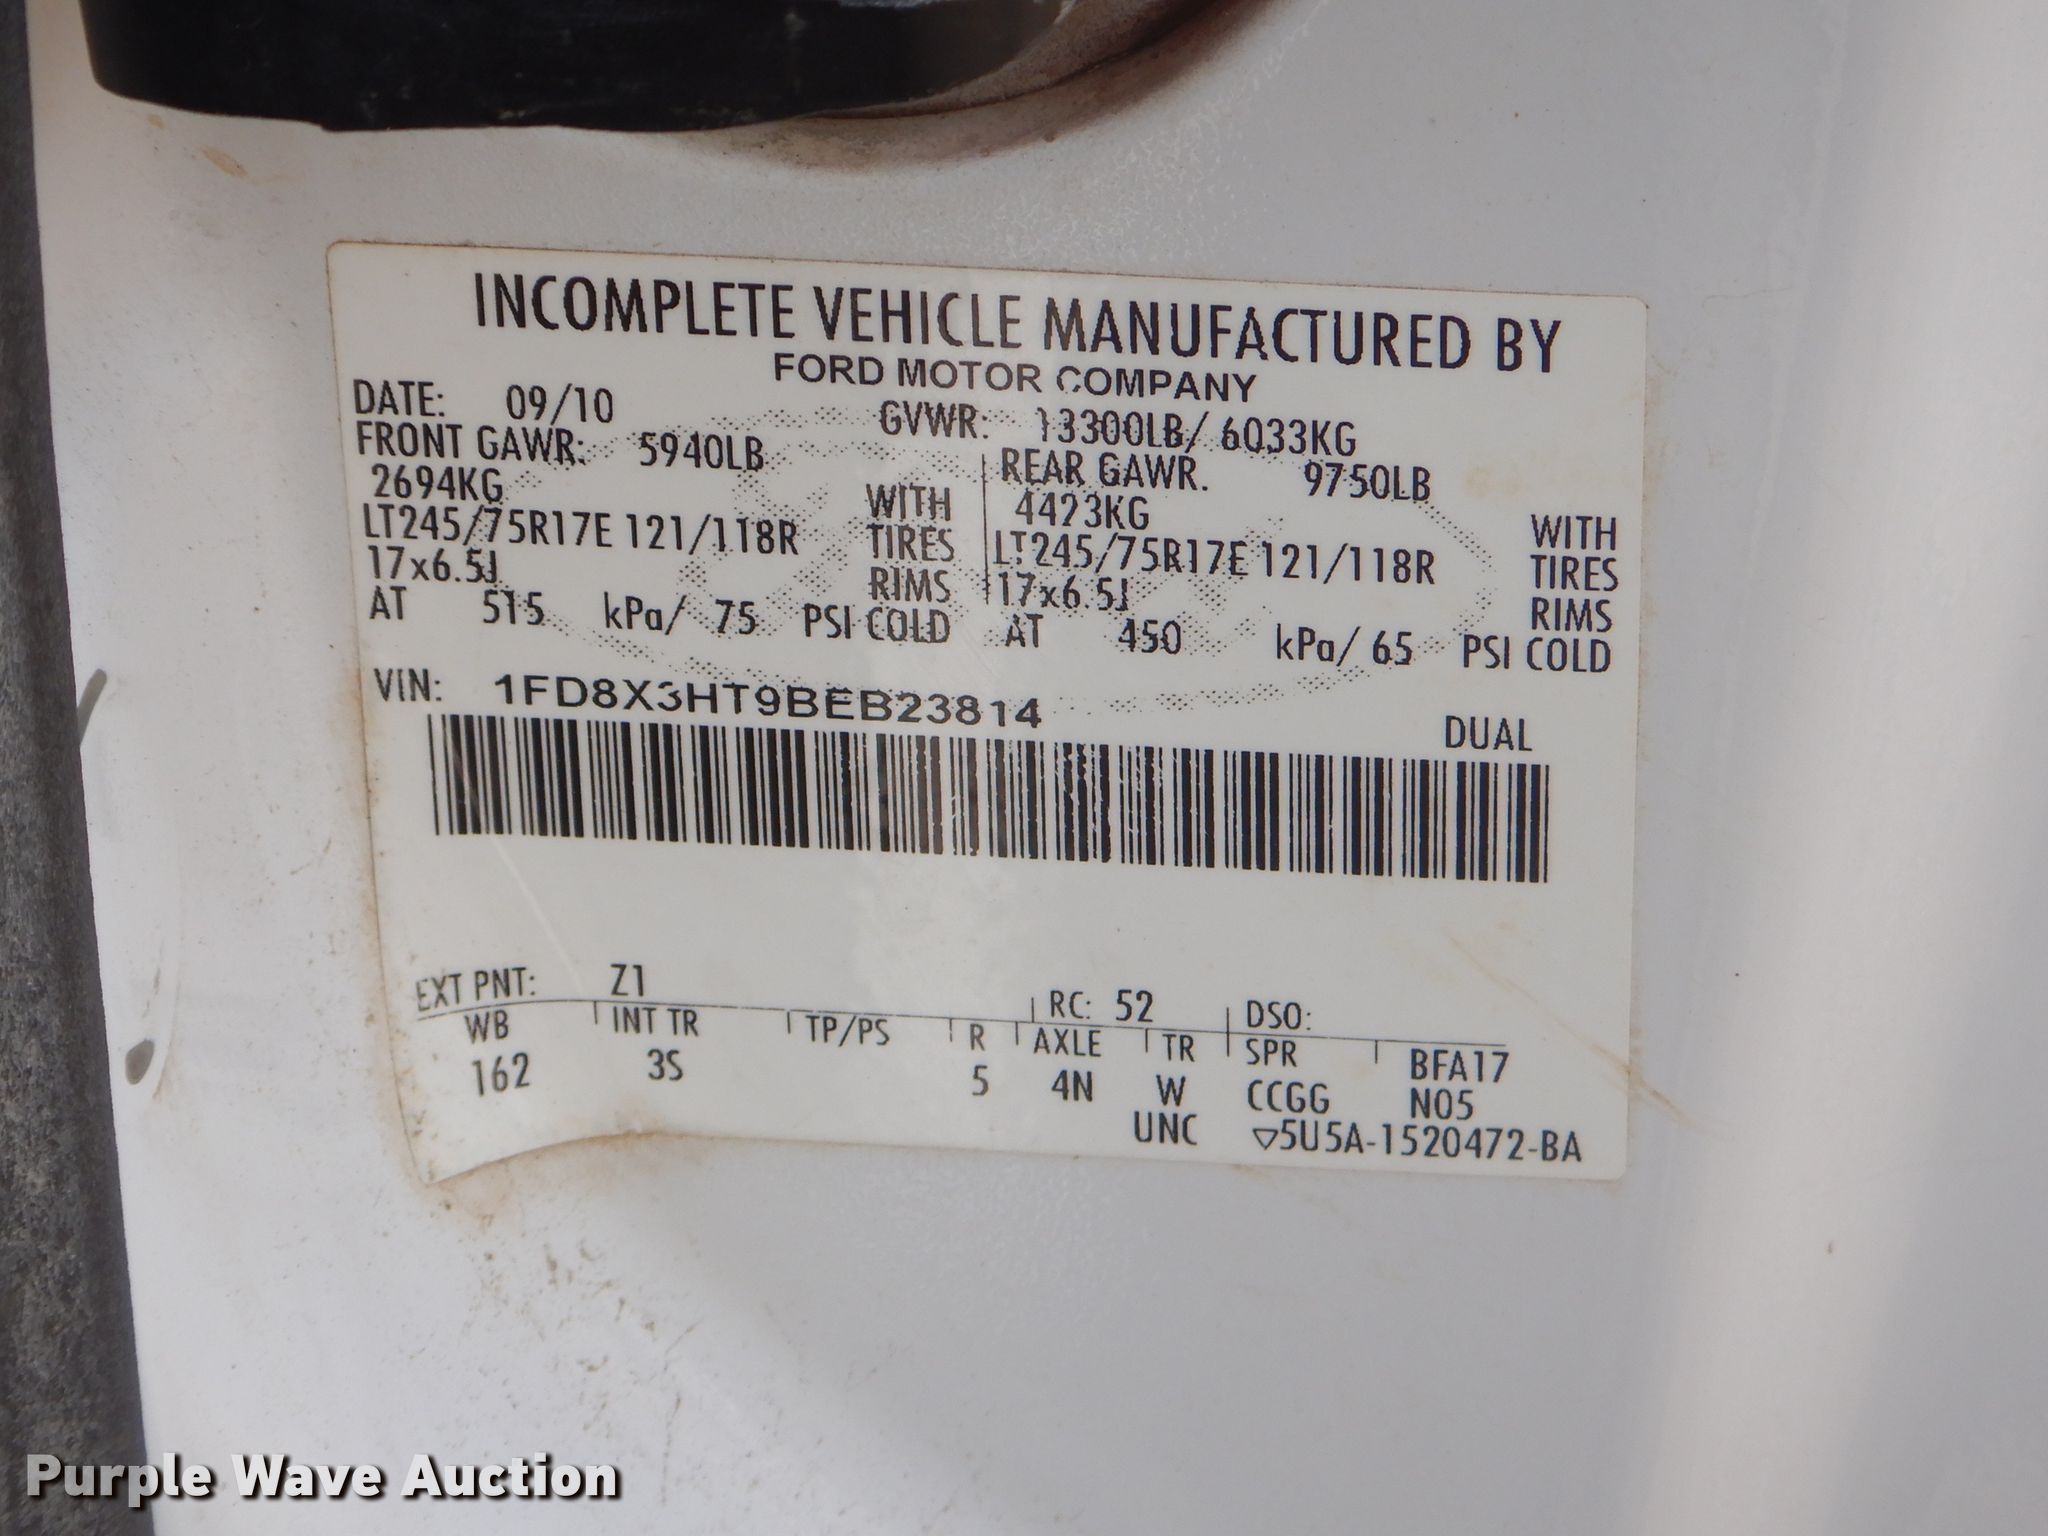 INCOMPLETE VEHICLE MANUFACTURED BY
FORD MOTOR COMPANY
DATE: 09/10 GVWR: 13300LB/ 6033KG
FRONT GAWR: 5940LB REAR GAWR. 9750LB
2694KG WITH 4423KG WITH
LT245/75R17E 121/118R TIRES LT245/75R17E 121/118R TIRES
17x6.5J RIMS 17x6.5J RIMS
AT 515 kPa/ 75 PSI COLD AT 450 kPa/ 65 PSI COLD
VIN: 1FD8X3HT9BEB23814
DUAL
EXT PNT: Z1 RC: 52 DSO:
WB INT TR TP/PS R AXLE TR SPR BFA17
162 3S 5 4N W CCGG N05
UNC ▽5U5A-1520472-BA
Purple Wave Auction